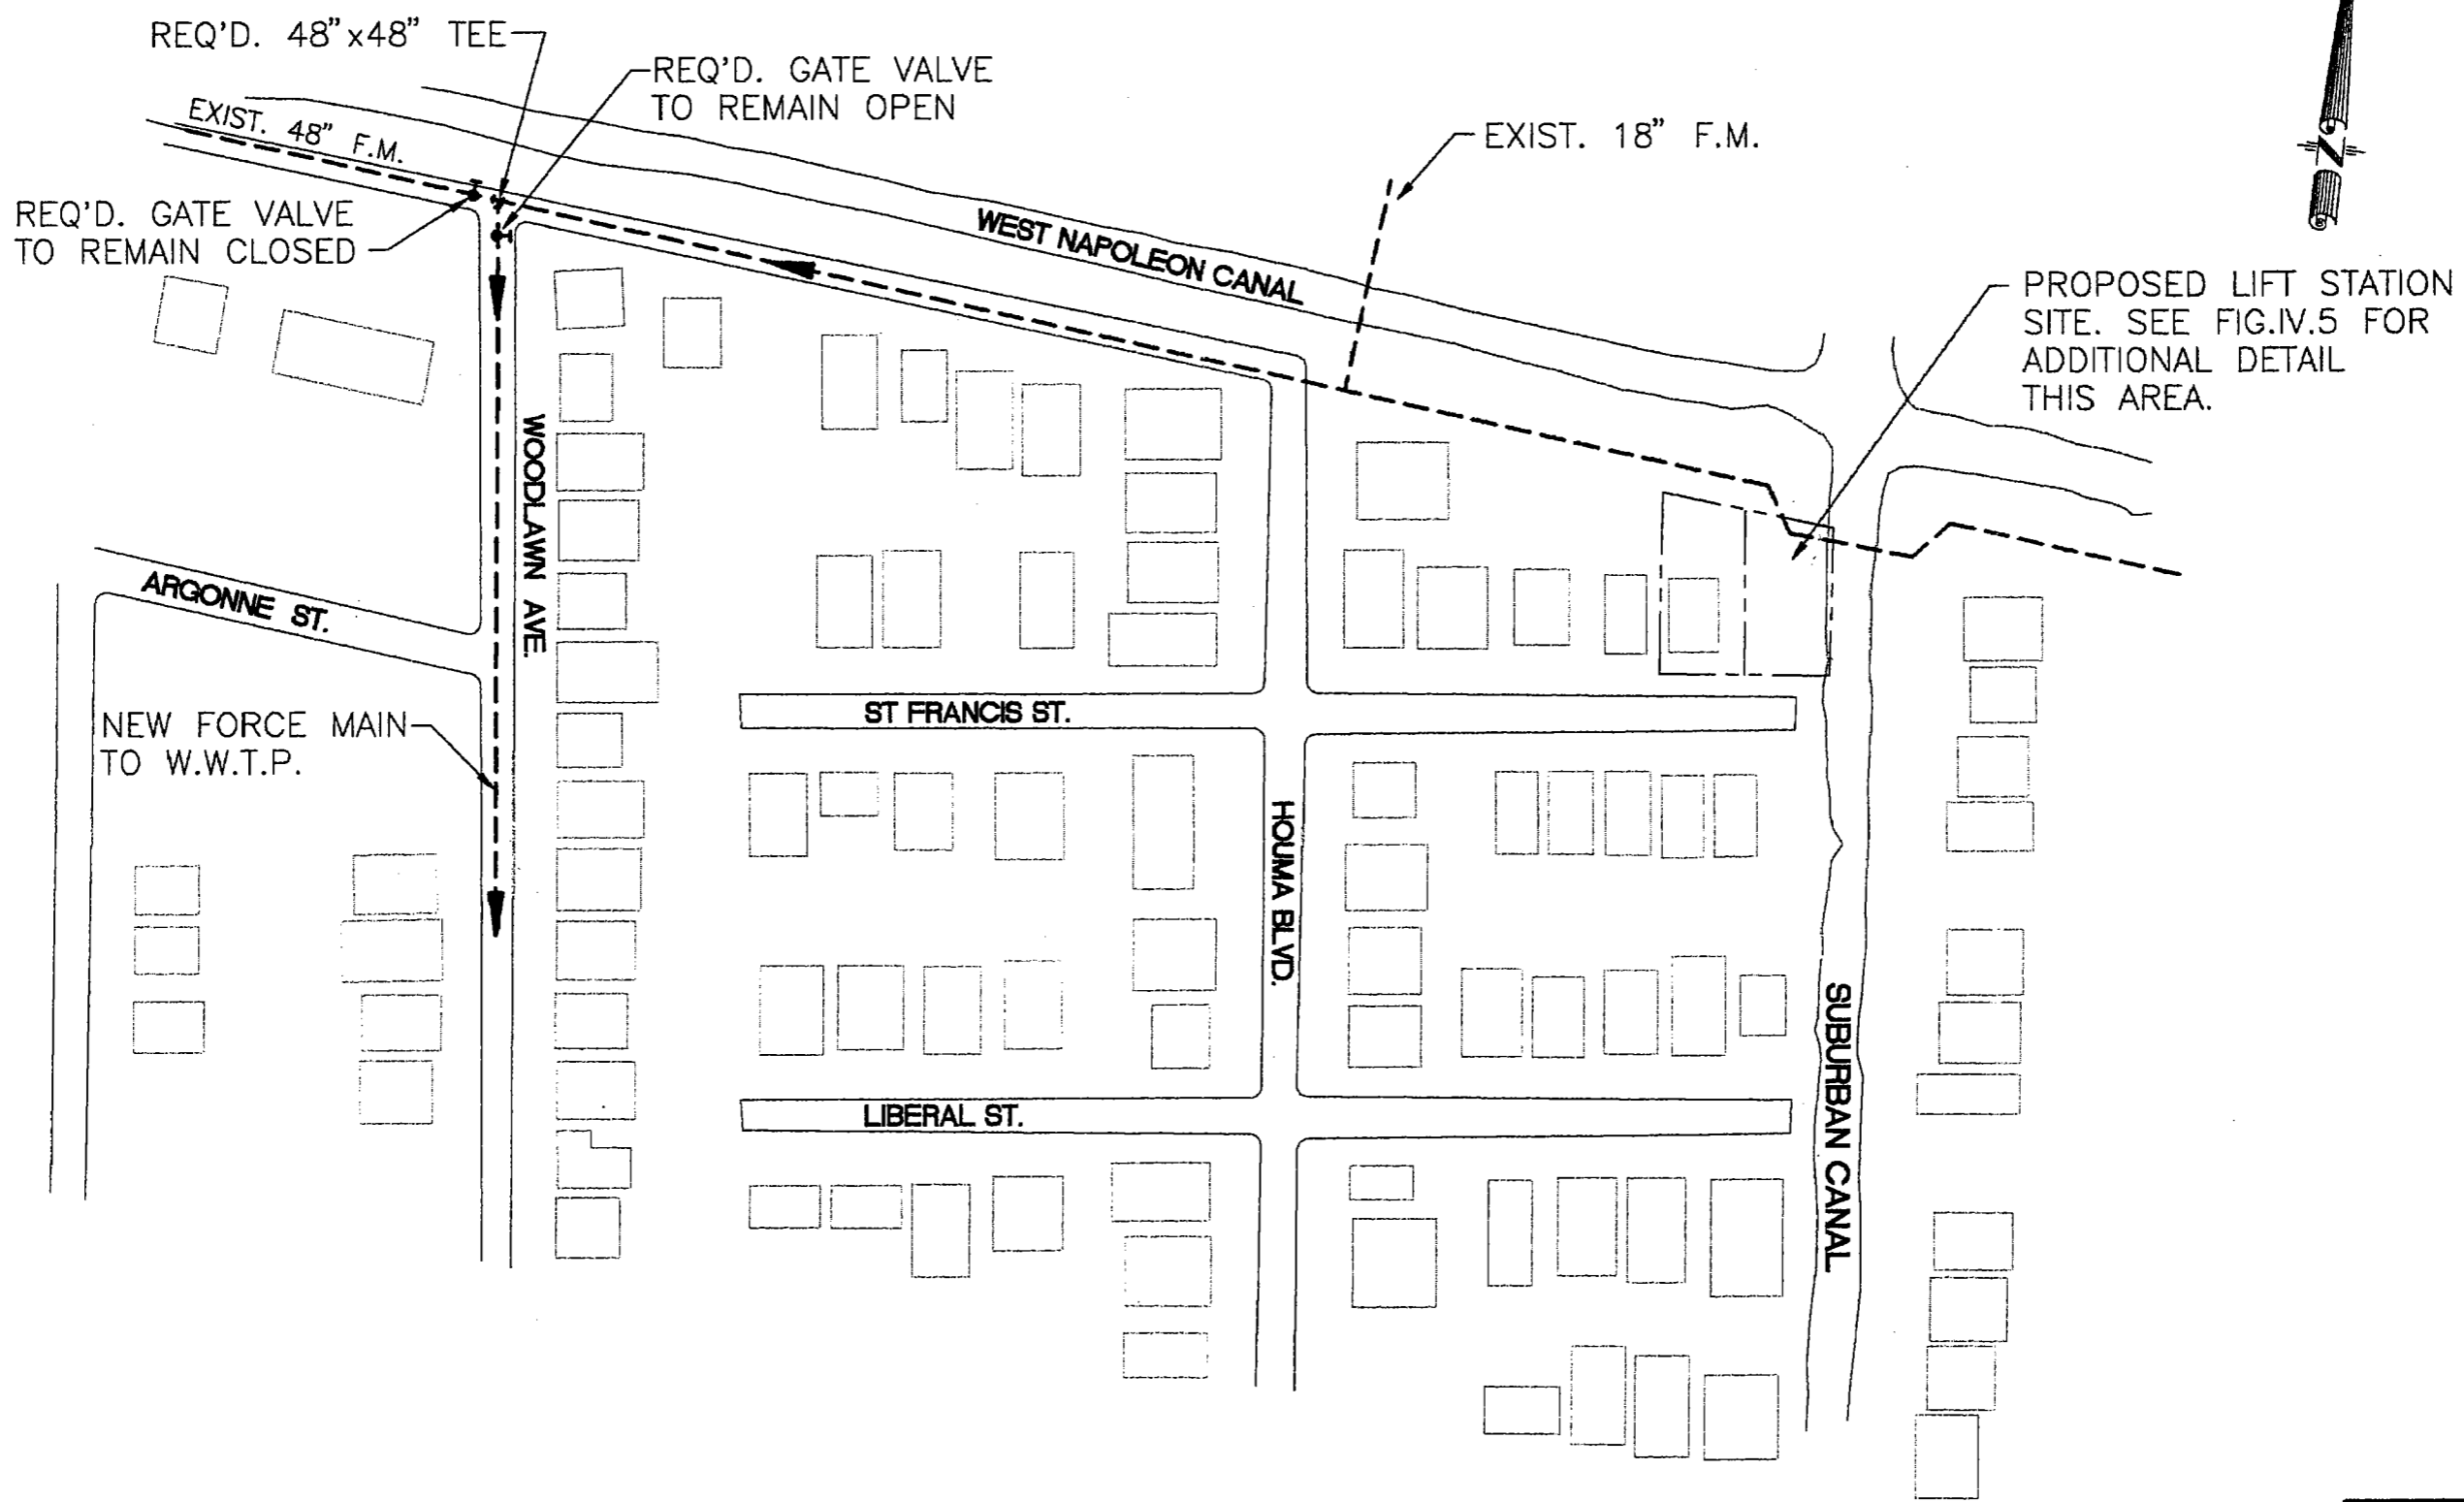 REQ'D. 48"x48" TEE
REQ'D. GATE VALVE
TO REMAIN OPEN
EXIST. 48" F.M.
EXIST. 18" F.M.
N
REQ'D. GATE VALVE
TO REMAIN CLOSED
WEST NAPOLEON CANAL
PROPOSED LIFT STATION
SITE. SEE FIG.IV.5 FOR
ADDITIONAL DETAIL
THIS AREA.
WOODLAWN AVE.
ARGONNE ST.
NEW FORCE MAIN
TO W.W.T.P.
ST FRANCIS ST.
HOUMA BLVD.
SUBURBAN CANAL
LIBERAL ST.